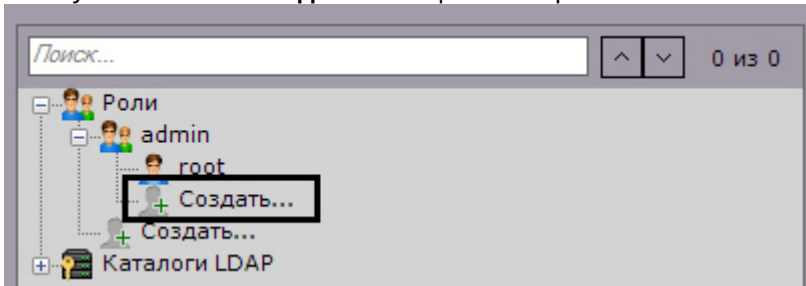 Поиск...
0 из 0
Роли
admin
root
Создать...
Создать...
Каталоги LDAP